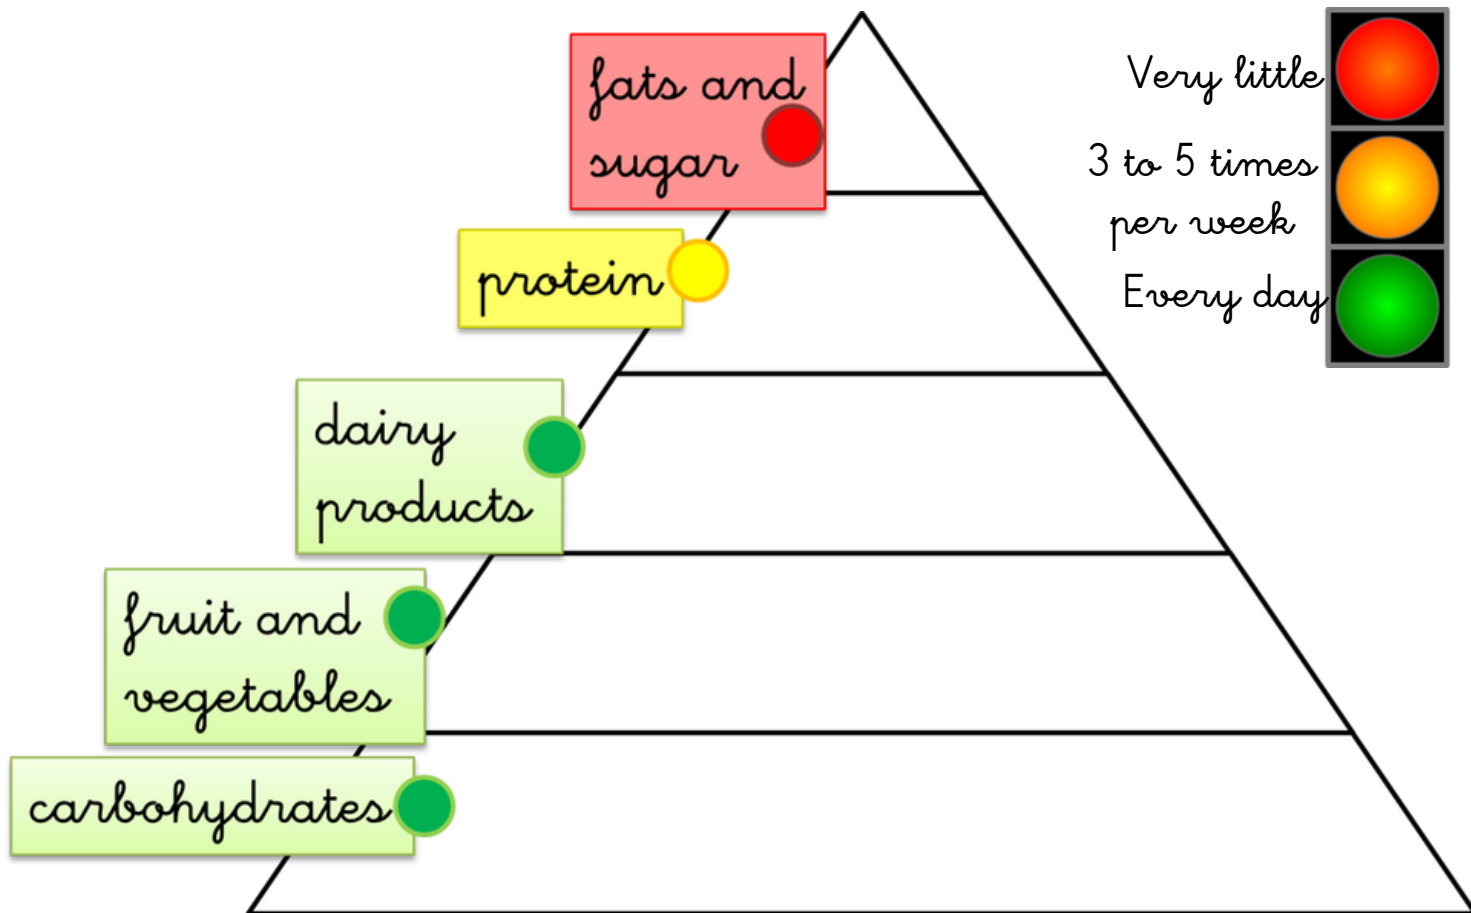 fats and
sugar
protein
dairy
products
fruit and
vegetables
carbohydrates
Very little
3 to 5 times
per week
Every day